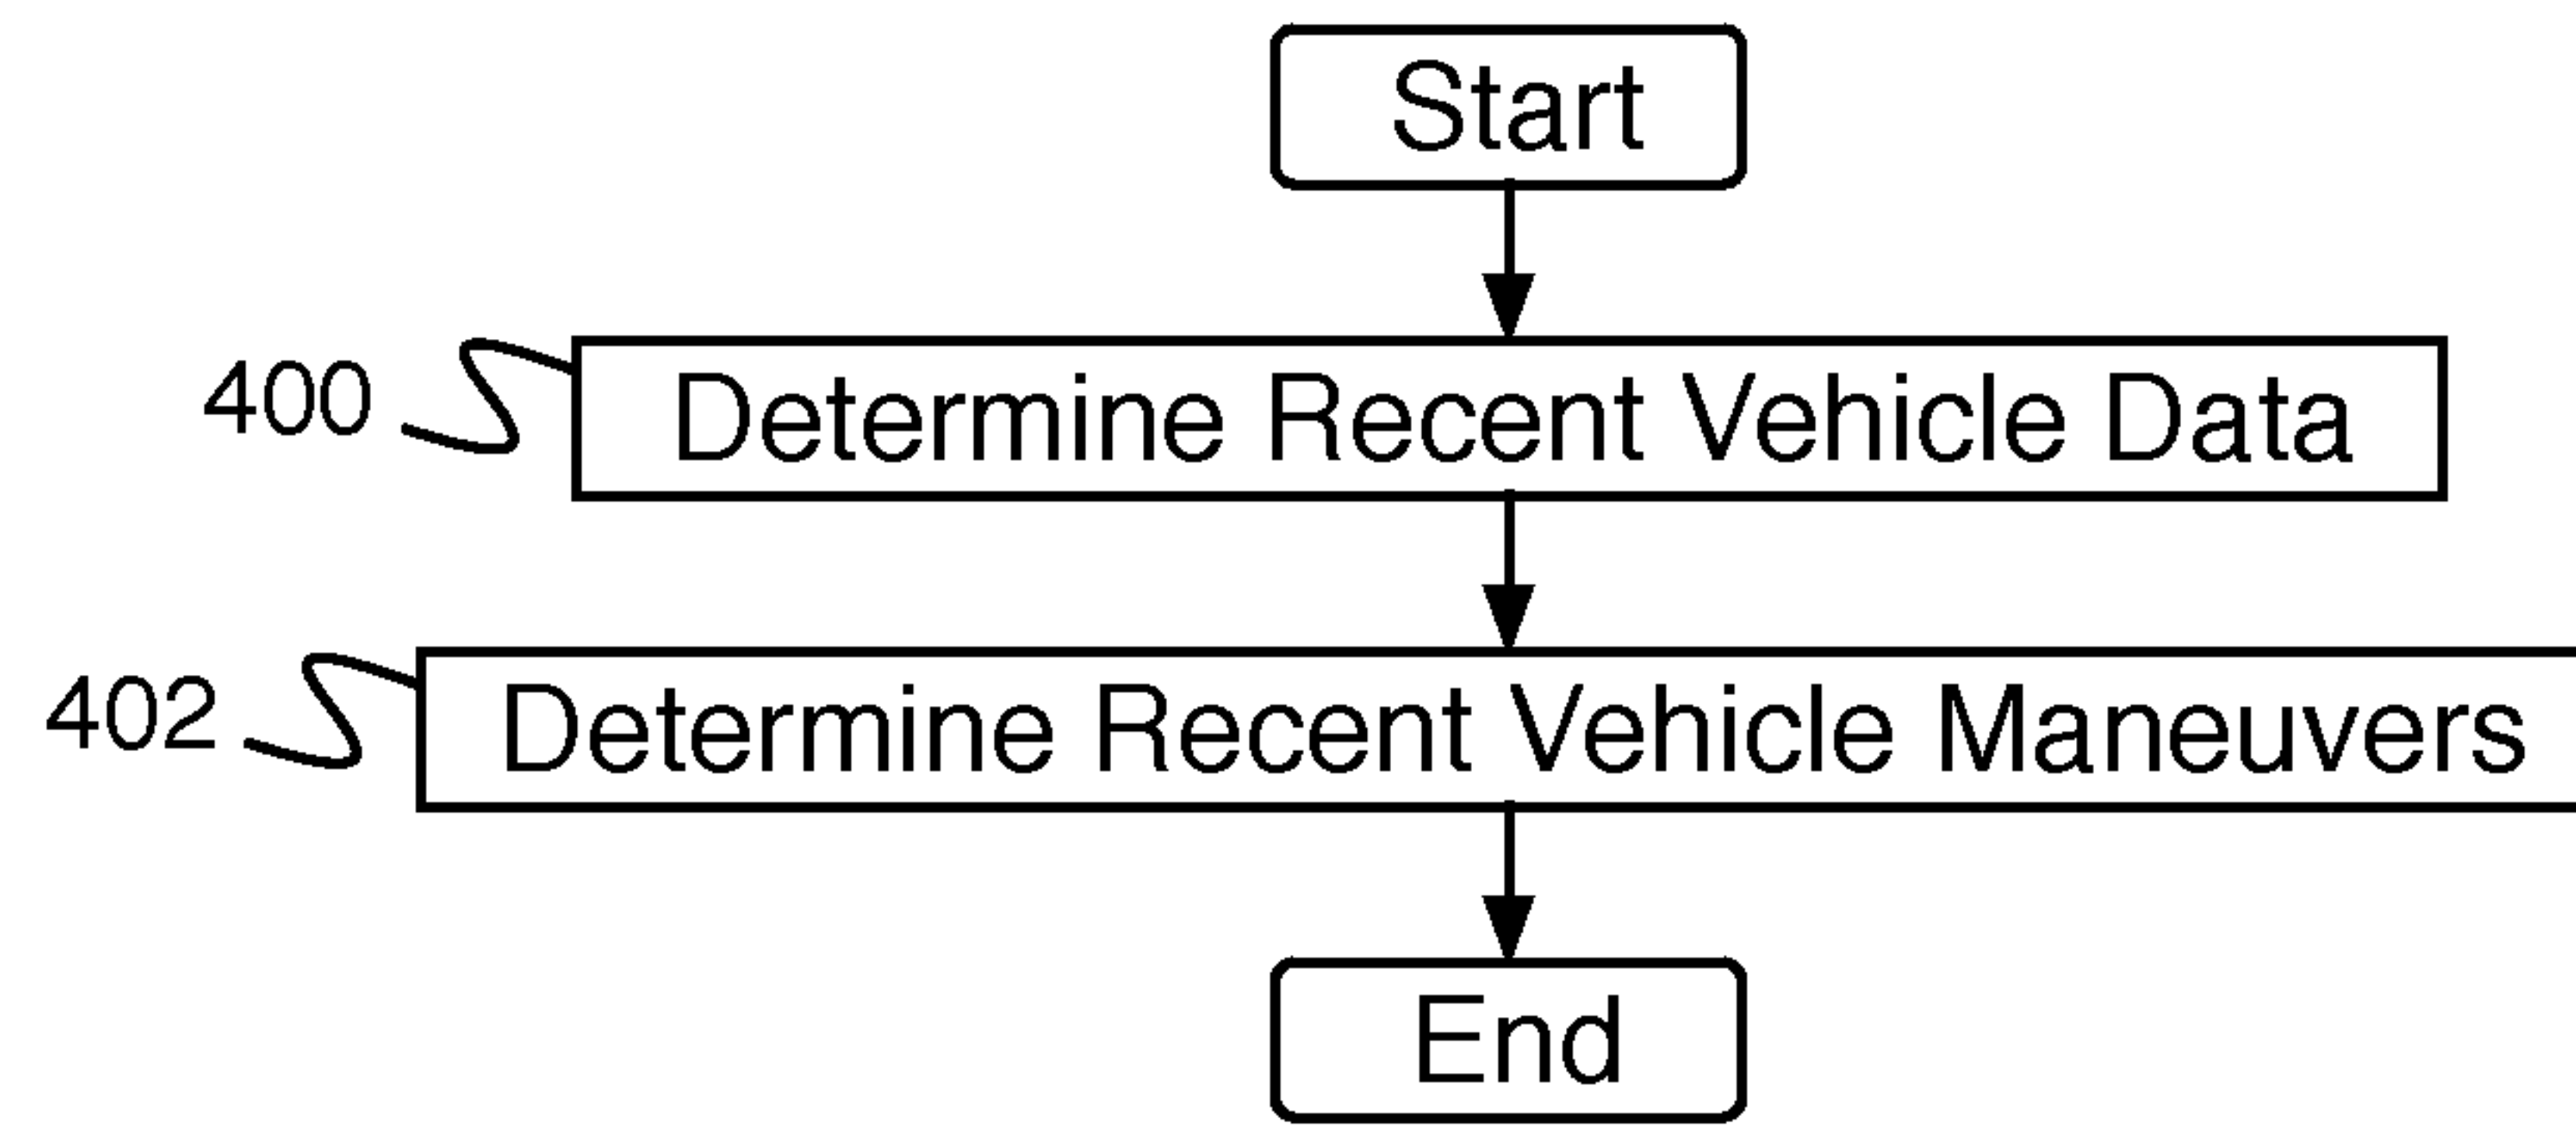 Start
400
Determine Recent Vehicle Data
402
Determine Recent Vehicle Maneuvers
End